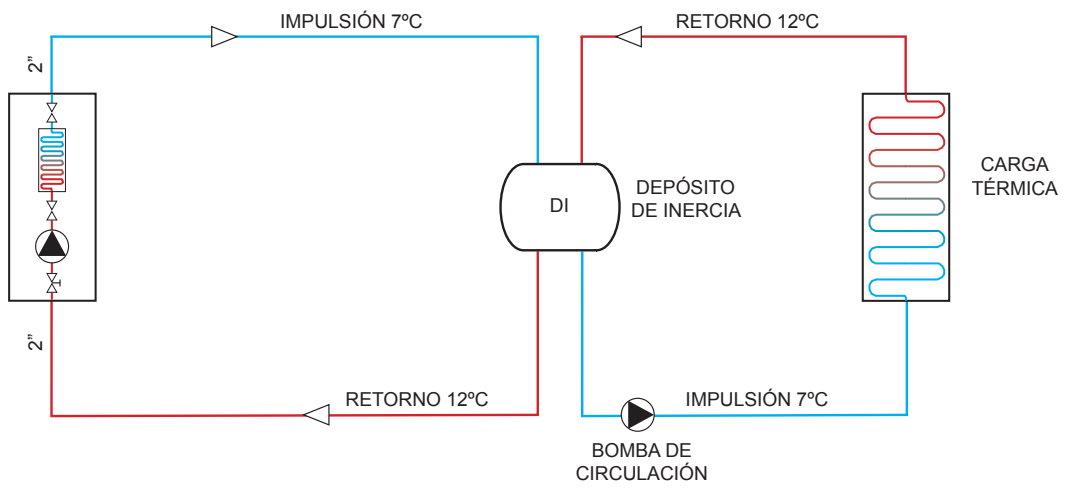 IMPULSIÓN 7ºC
RETORNO 12ºC
2”
DI
DEPÓSITO
DE INERCIA
CARGA
TÉRMICA
2”
RETORNO 12ºC
IMPULSIÓN 7ºC
BOMBA DE
CIRCULACIÓN